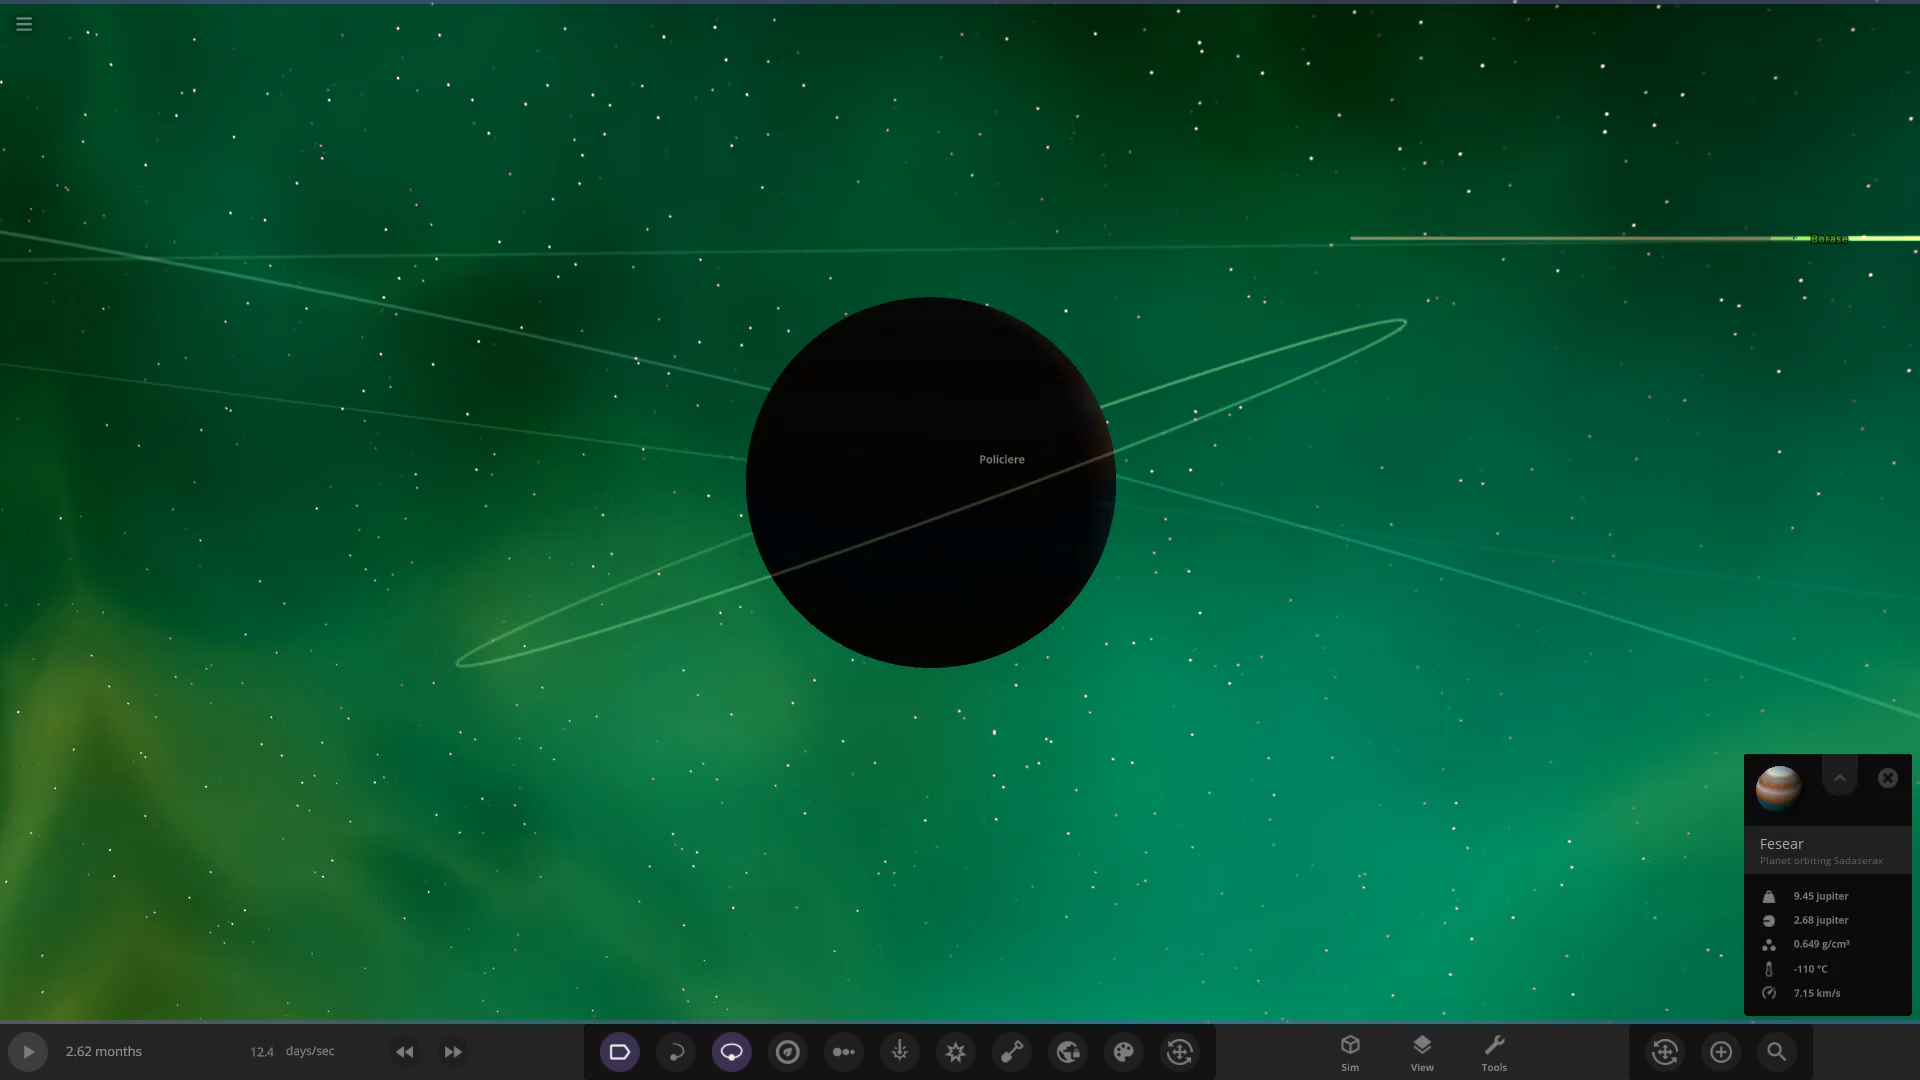 Borase
Policiere
Fesear
Planet orbiting Sadaserax
9.45 jupiter
2.68 jupiter
0.649 g/cm³
-110 °C
7.15 km/s
2.62 months
12.4 days/sec
Sim
View
Tools